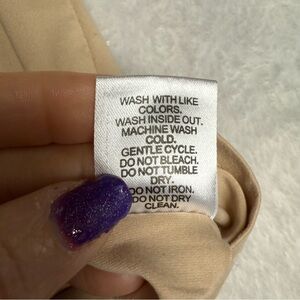 WASH WITH LIKE
COLORS.
WASH INSIDE OUT.
MACHINE WASH
COLD.
GENTLE CYCLE.
DO NOT BLEACH.
DO NOT TUMBLE
DRY.
DO NOT IRON.
DO NOT DRY
CLEAN.